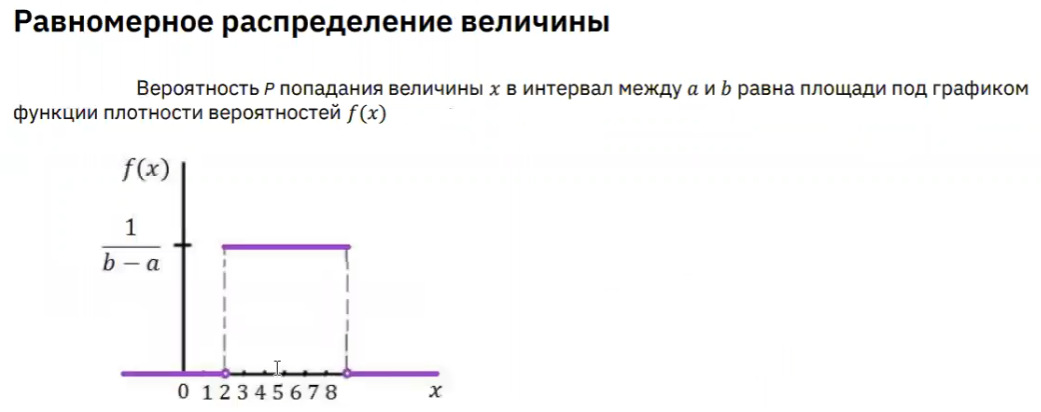 Равномерное распределение величины
Вероятность P попадания величины x в интервал между a и b равна площади под графиком
функции плотности вероятностей f(x)
f(x)
1
b − a
0 1 2 3 4 5 6 7 8 x